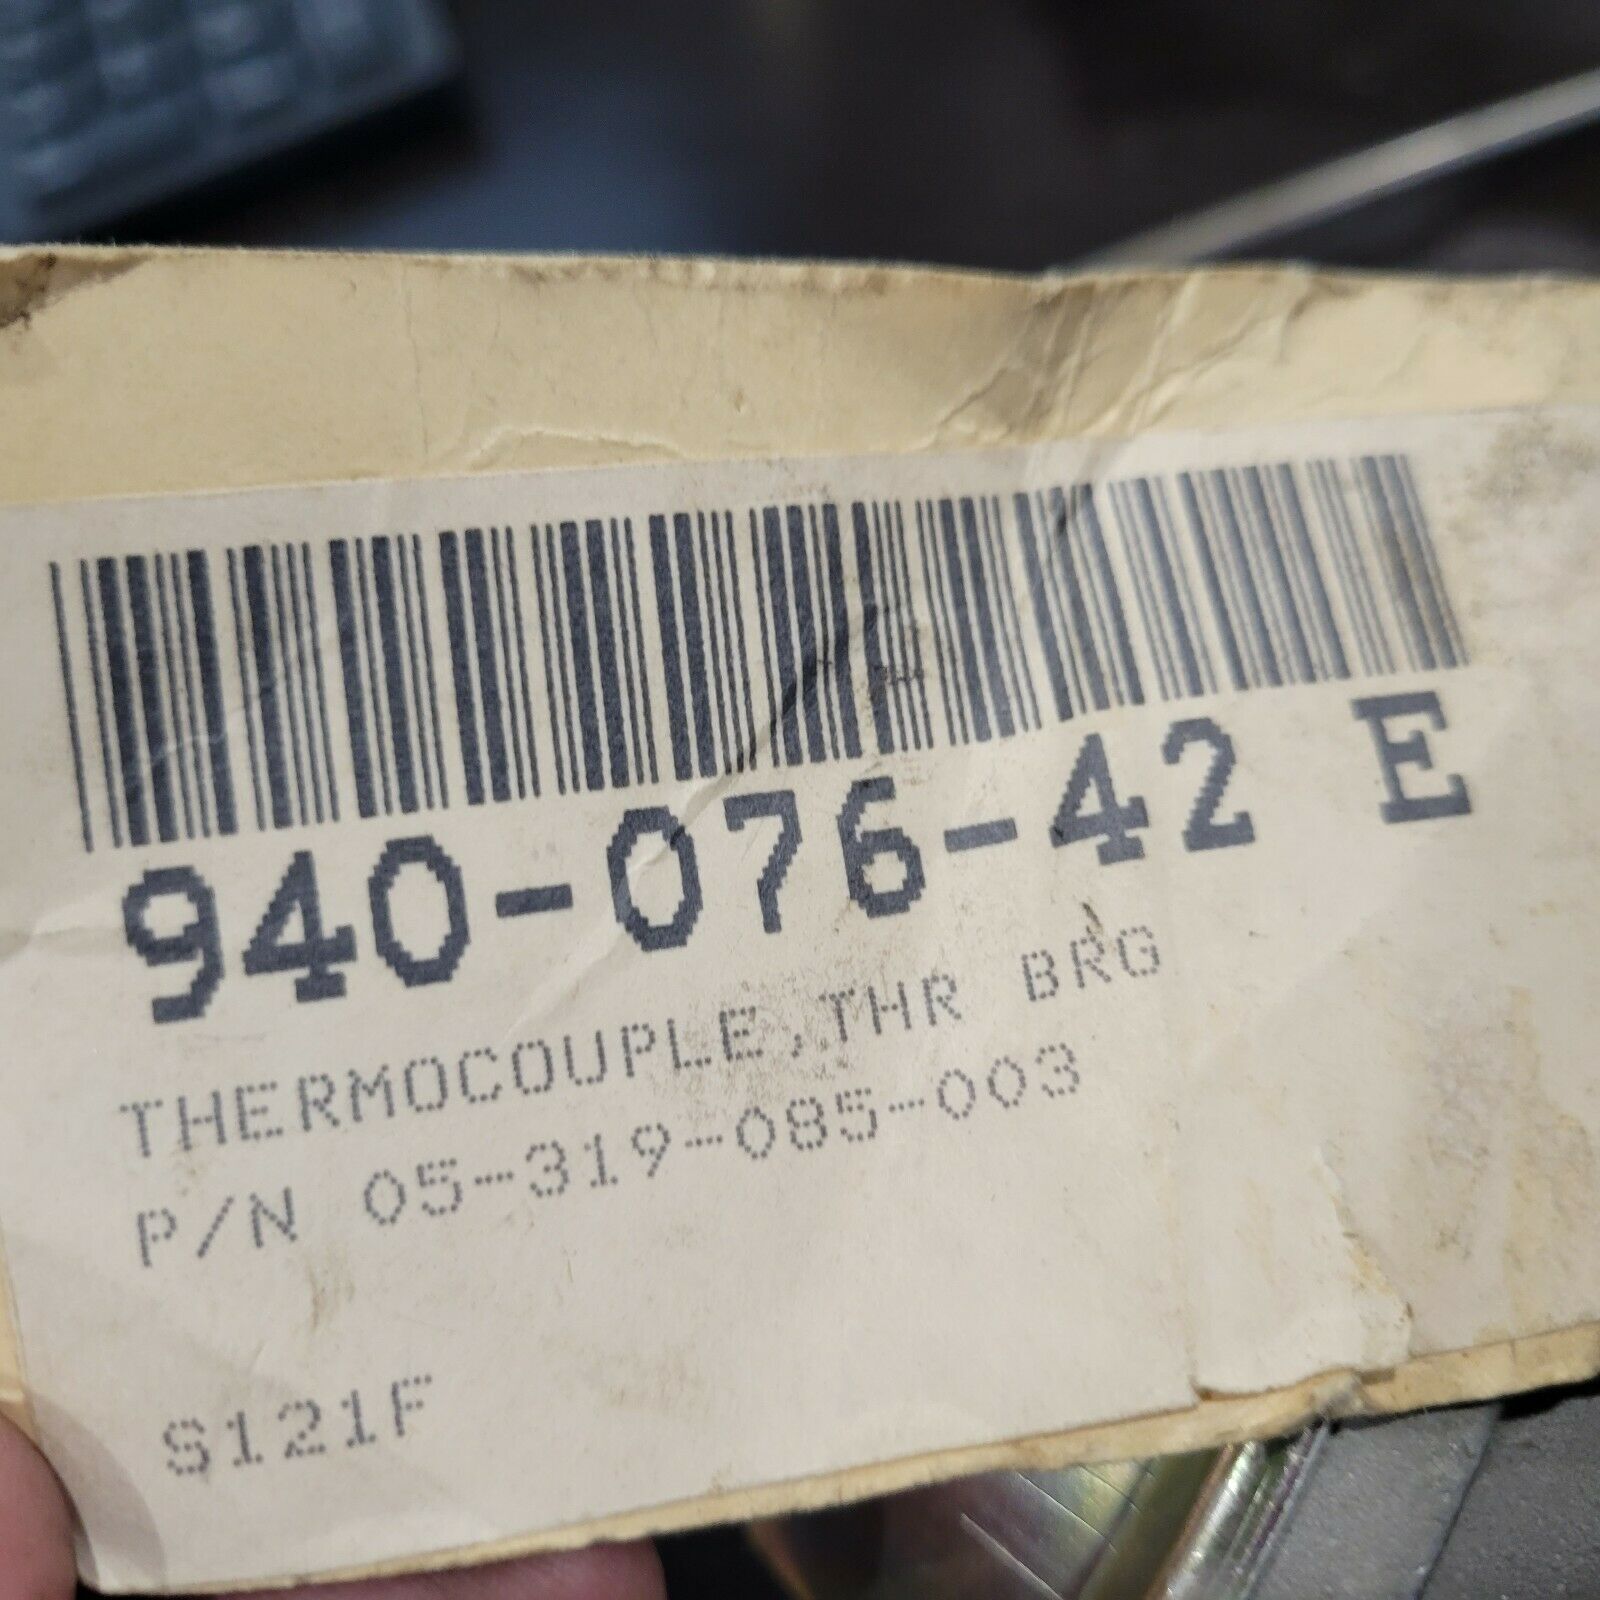 940-076-42 E
THERMOCOUPLE, THR BRG
P/N 05-319-085-003
S121F